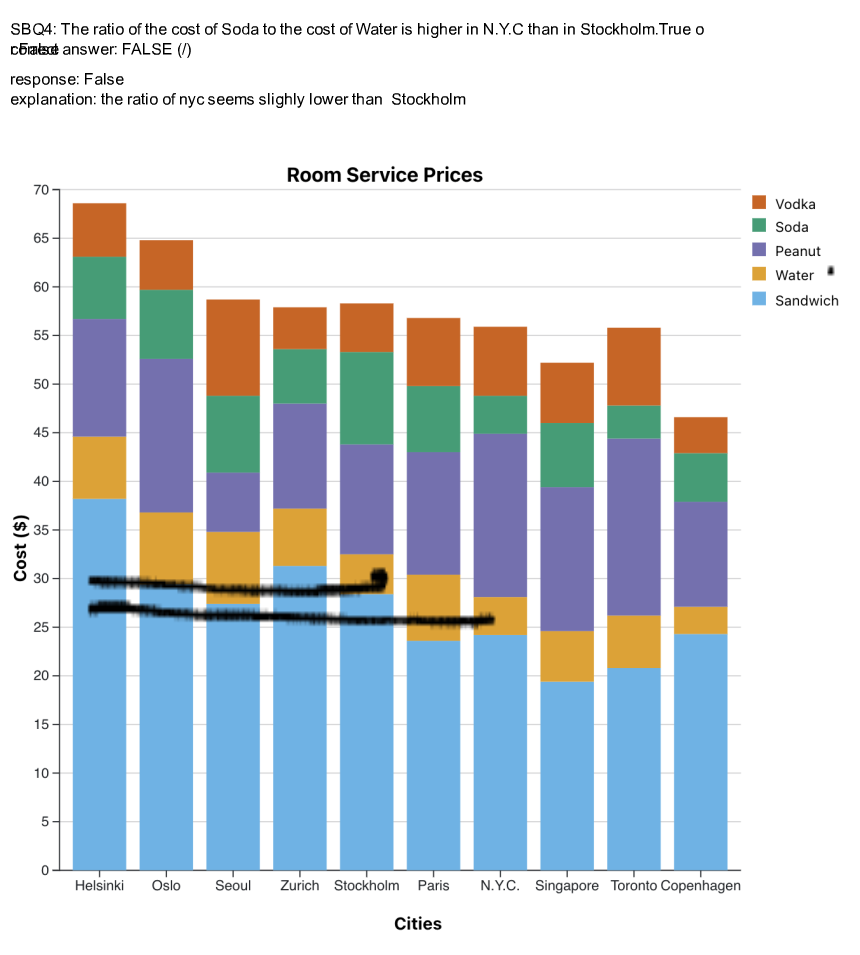 SBQ4: The ratio of the cost of Soda to the cost of Water is higher in N.Y.C than in Stockholm.True o
answer: FALSE (/)
response: False
explanation: the ratio of nyc seems slighly lower than Stockholm
Room Service Prices
70
65
60
55
50
45
40
35
30
25
20
15
10
5
0
Cost ($)
Vodka
Soda
Peanut
Water
Sandwich
Helsinki Oslo Seoul Zurich Stockholm Paris N.Y.C. Singapore Toronto Copenhagen
Cities